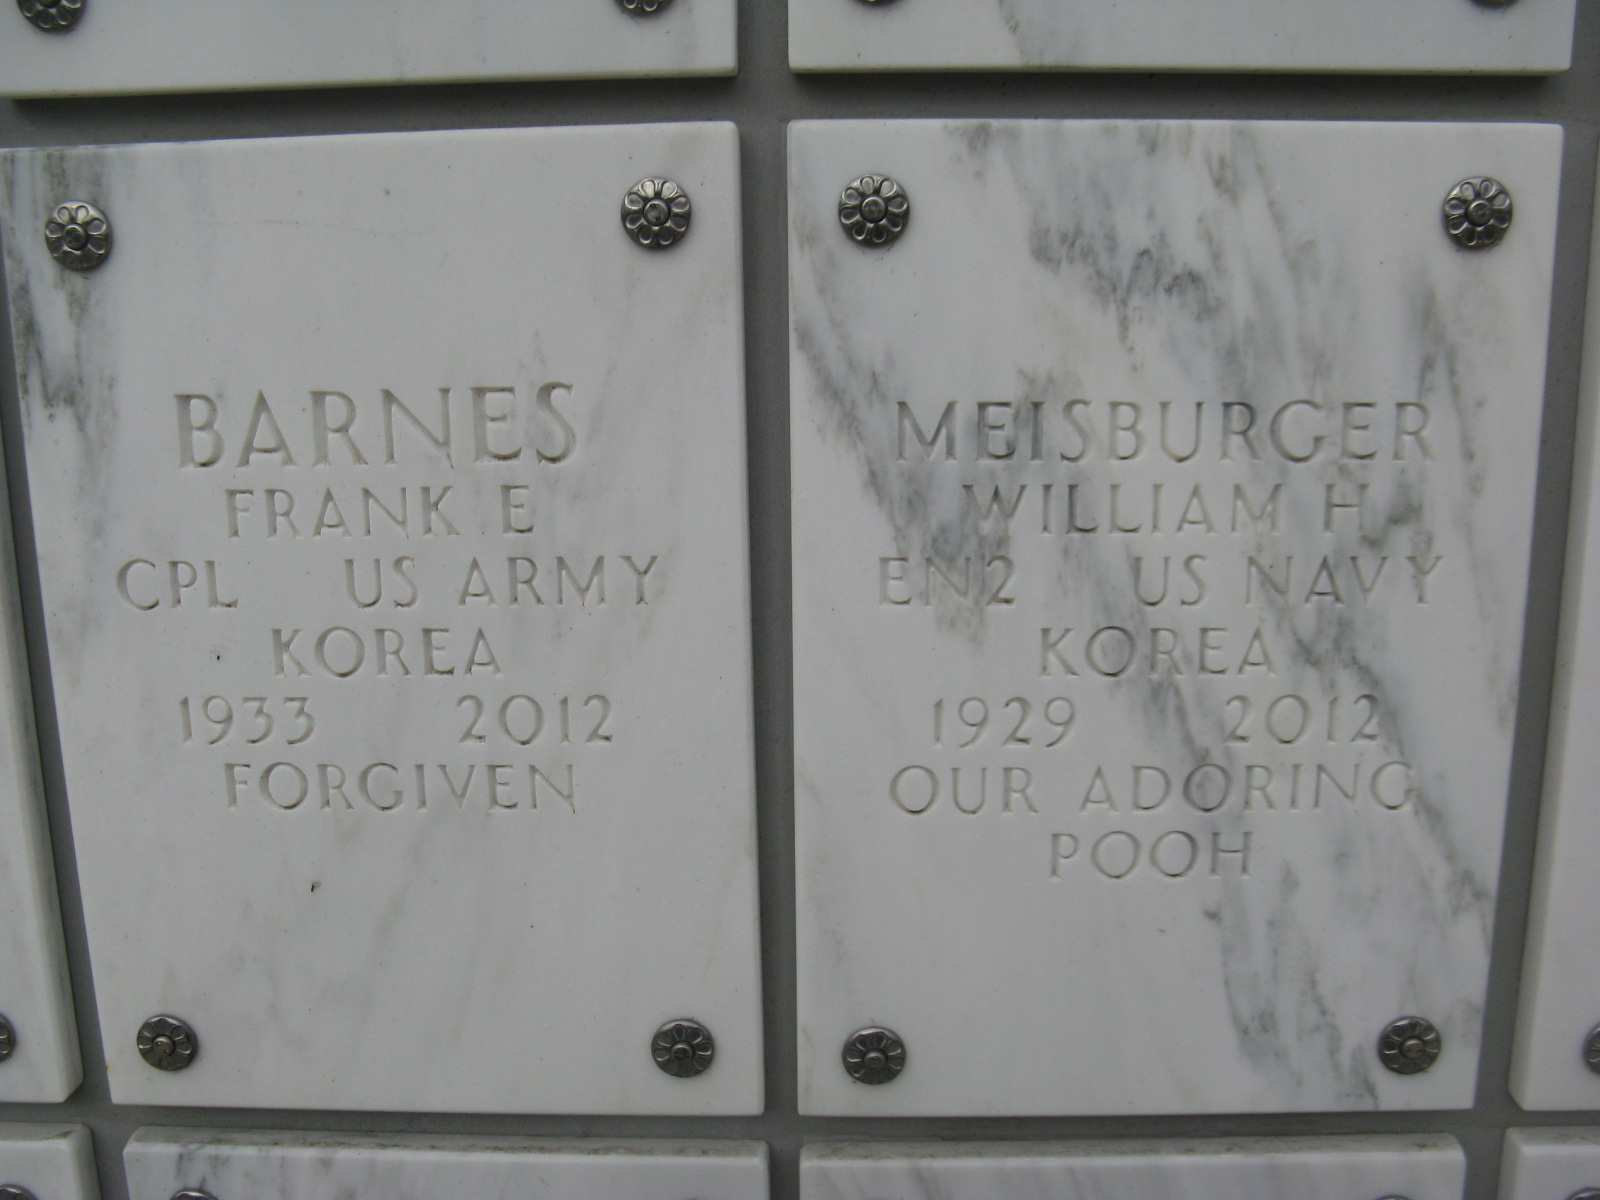 BARNES
FRANK E
CPL US ARMY
KOREA
1933 2012
FORGIVEN
MEISBURGER
WILLIAM H
EN2 US NAVY
KOREA
1929 2012
OUR ADORING
POOH